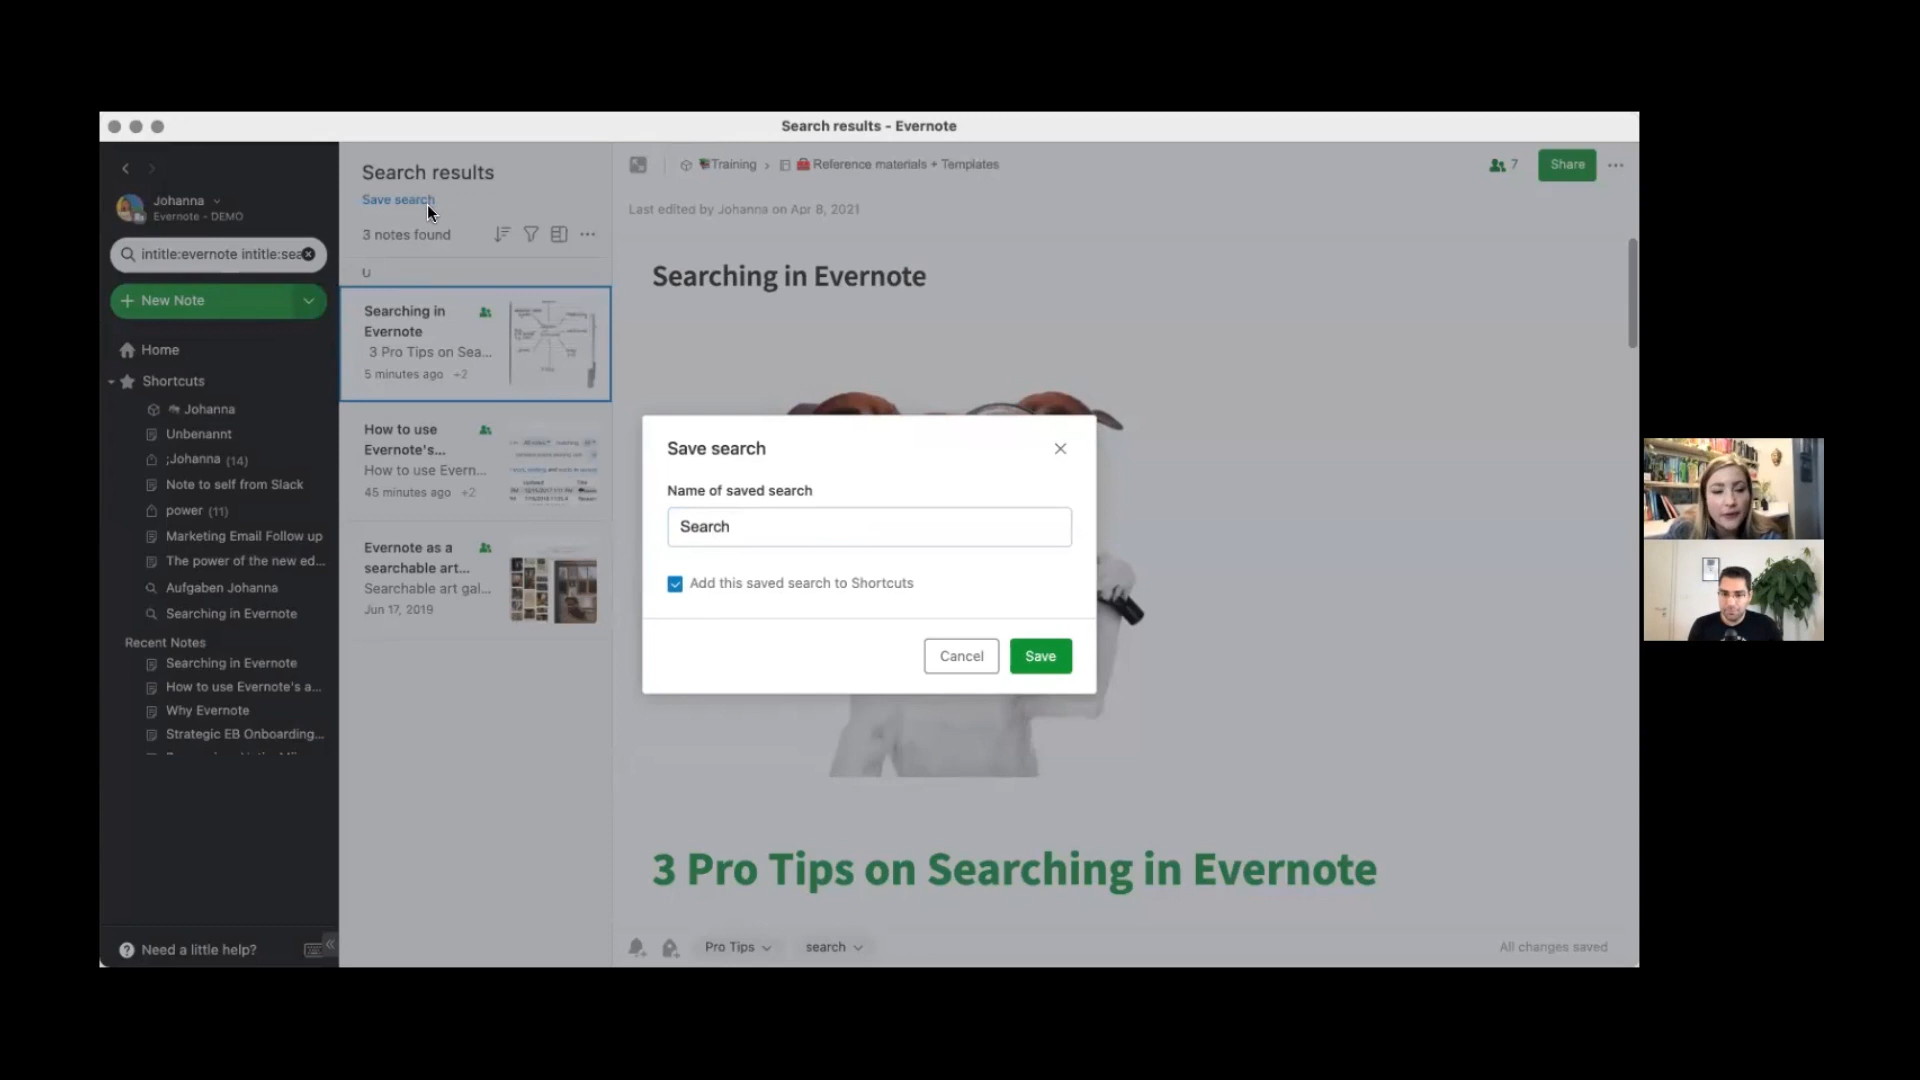 Search results - Evernote
Johanna
Evernote - DEMO
intitle:evernote intitle:sea
New Note
Home
Shortcuts
Johanna
Unbenannt
;Johanna (14)
Note to self from Slack
power (11)
Marketing Email Follow up
The power of the new ed...
Aufgaben Johanna
Searching in Evernote
Recent Notes
Searching in Evernote
How to use Evernote's a...
Why Evernote
Strategic EB Onboarding...
Need a little help?
Search results
Save search
3 notes found
U
Searching in
Evernote
3 Pro Tips on Sea...
5 minutes ago +2
How to use
Evernote's...
How to use Evern...
45 minutes ago +2
Evernote as a
searchable art...
Searchable art gal...
Jun 17, 2019
Training > Reference materials + Templates
7
Share
Last edited by Johanna on Apr 8, 2021
Searching in Evernote
Save search
Name of saved search
Search
Add this saved search to Shortcuts
Cancel
Save
3 Pro Tips on Searching in Evernote
Pro Tips
search
All changes saved